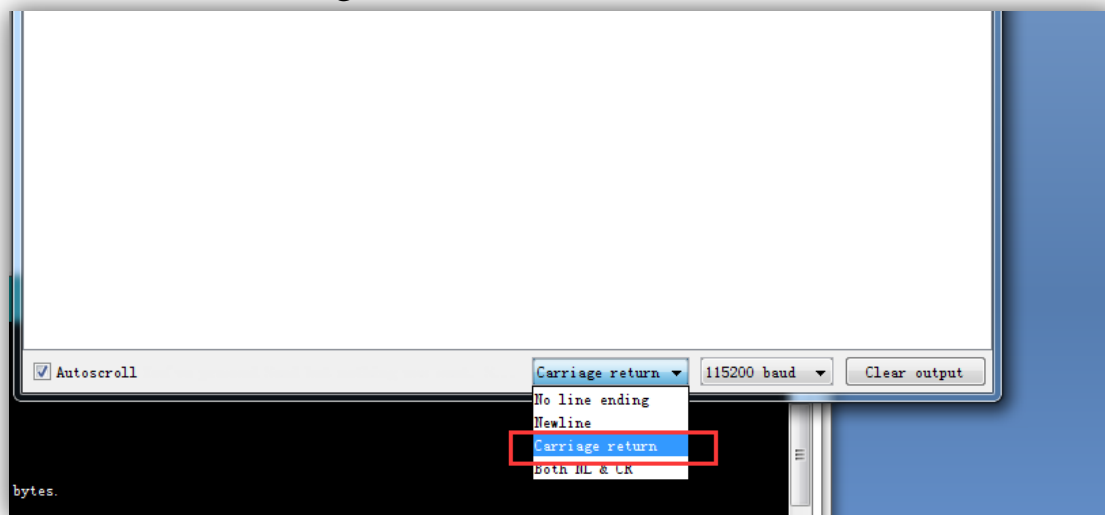 Autoscroll
Carriage return
115200 baud
Clear output
No line ending
Newline
Carriage return
Both NL & CR
bytes.